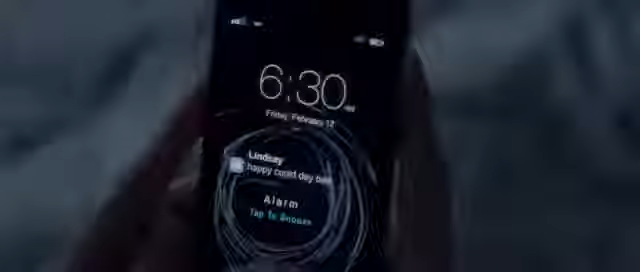 6:30
Friday, February 12
Lindsay
happy cupid day
Alarm
Tap To Snooze